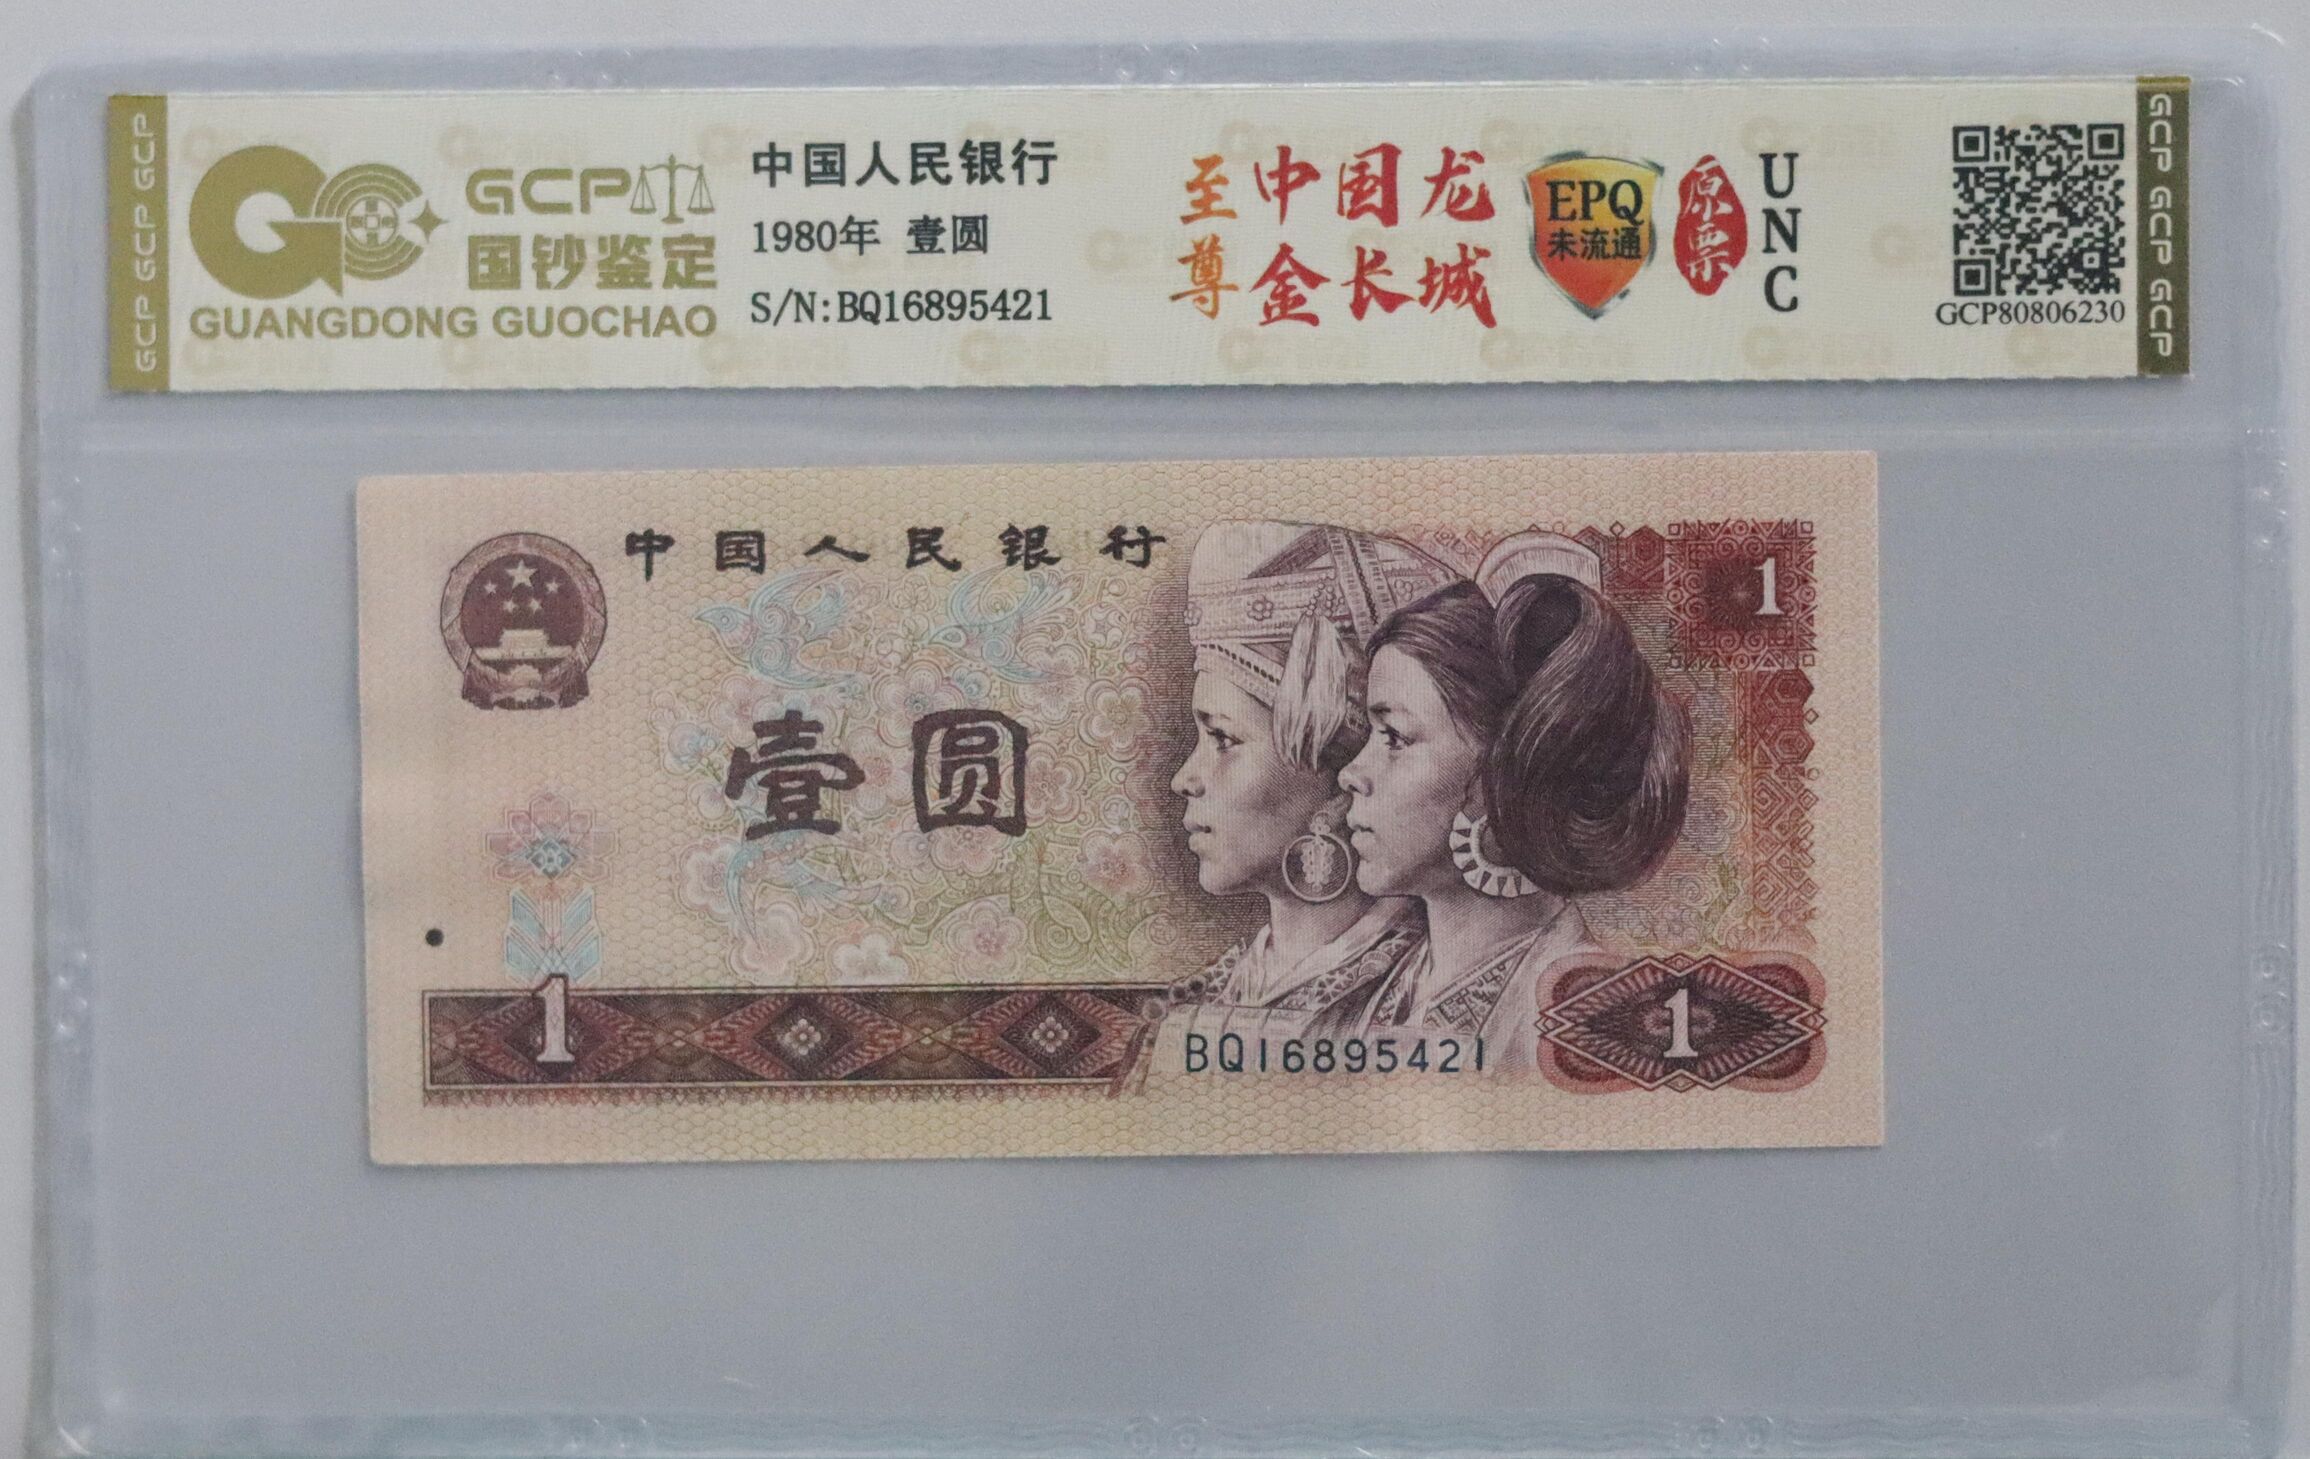 GCP GCP GCP
GCP
国钞鉴定
GUANGDONG GUOCHAO
中国人民银行
1980年 壹圆
S/N:BQ16895421
至尊
中国龙
金长城
EPQ
未流通
原票
UNC
GCP80806230
GCP GCP GCP
中国人民银行
1
壹圆
1
BQ16895421
1